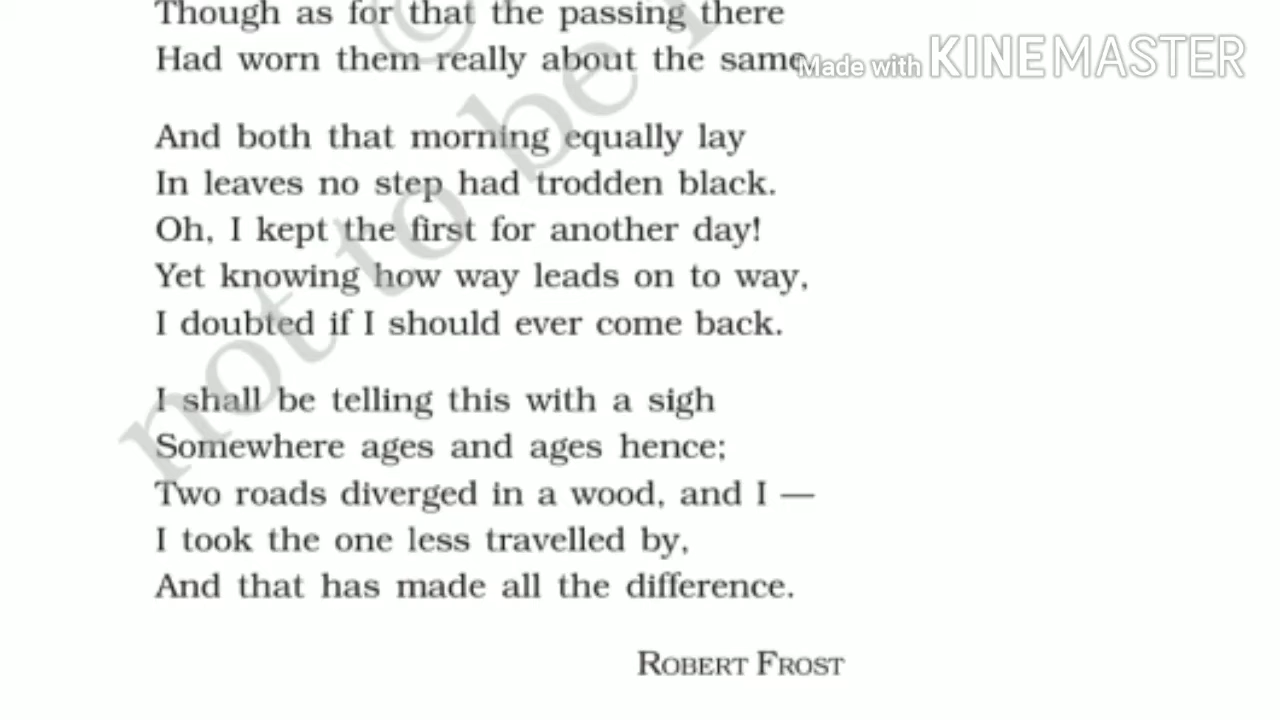 Though as for that the passing there
Had worn them really about the same
Made with KINEMASTER
And both that morning equally lay
In leaves no step had trodden black.
Oh, I kept the first for another day!
Yet knowing how way leads on to way,
I doubted if I should ever come back.
I shall be telling this with a sigh
Somewhere ages and ages hence;
Two roads diverged in a wood, and I —
I took the one less travelled by,
And that has made all the difference.
ROBERT FROST
© not to be